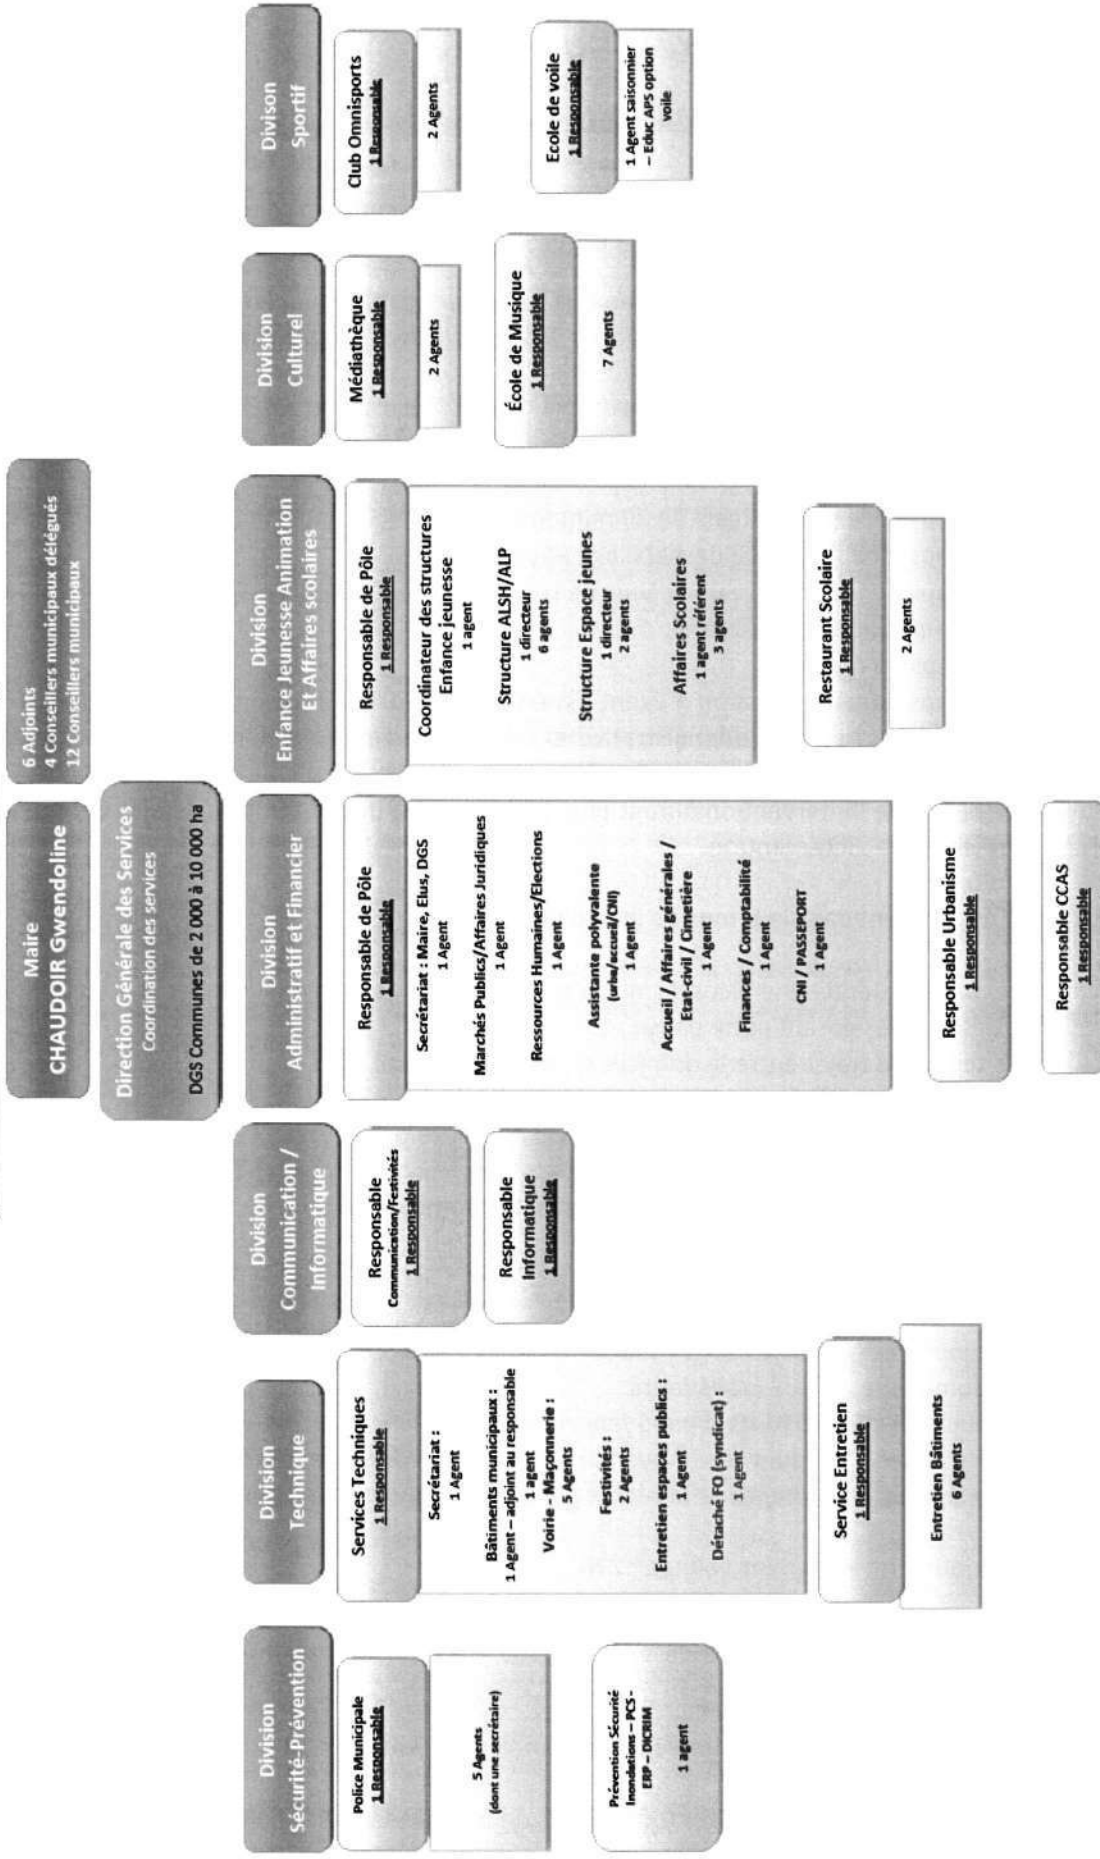 Maire
CHAUDOIR Gwendoline
6 Adjoints
4 Conseillers municipaux délégués
12 Conseillers municipaux
Direction Générale des Services
Coordination des services
DGS Communes de 2 000 à 10 000 ha
Division
Sécurité-Prévention
Police Municipale
1 Responsable
5 Agents
(dont une secrétaire)
Prévention Sécurité
Inondations – PCS -
ERP – DICRIM
1 agent
Division
Technique
Services Techniques
1 Responsable
Secrétariat :
1 Agent
Bâtiments municipaux :
1 Agent – adjoint au responsable
1 agent
Voirie - Maçonnerie :
5 Agents
Festivités :
2 Agents
Entretien espaces publics :
1 Agent
Détaché FO (syndicat) :
1 Agent
Service Entretien
1 Responsable
Entretien Bâtiments
6 Agents
Division
Communication /
Informatique
Responsable
Communication/Festivités
1 Responsable
Responsable
Informatique
1 Responsable
Division
Administratif et Financier
Responsable de Pôle
1 Responsable
Secrétariat : Maire, Elus, DGS
1 Agent
Marchés Publics/Affaires Juridiques
1 Agent
Ressources Humaines/Elections
1 Agent
Assistante polyvalente
(urba/accueil/CNI)
1 Agent
Accueil / Affaires générales /
Etat-civil / Cimetière
1 Agent
Finances / Comptabilité
1 Agent
CNI / PASSEPORT
1 Agent
Responsable Urbanisme
1 Responsable
Responsable CCAS
1 Responsable
Division
Enfance Jeunesse Animation
Et Affaires scolaires
Responsable de Pôle
1 Responsable
Coordinateur des structures
Enfance jeunesse
1 agent
Structure ALSH/ALP
1 directeur
6 agents
Structure Espace jeunes
1 directeur
2 agents
Affaires Scolaires
1 agent référent
3 agents
Restaurant Scolaire
1 Responsable
2 Agents
Division
Culturel
Médiathèque
1 Responsable
2 Agents
École de Musique
1 Responsable
7 Agents
Divison
Sportif
Club Omnisports
1 Responsable
2 Agents
Ecole de voile
1 Responsable
1 Agent saisonnier
– Educ APS option
voile